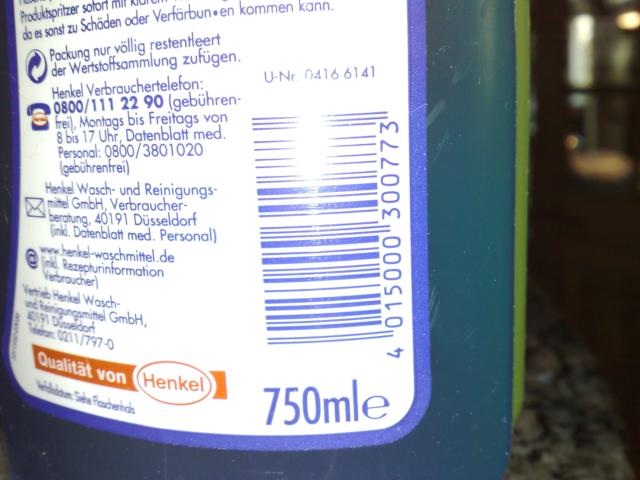 Produktspritzer sofort mit klarem
da es sonst zu Schäden oder Verfärbungen kommen kann.
Packung nur völlig restentleert
der Wertstoffsammlung zufügen.
U-Nr. 0416 6141
Henkel Verbrauchertelefon:
0800/111 22 90 (gebühren-
frei), Montags bis Freitags von
8 bis 17 Uhr, Datenblatt med.
Personal: 0800/3801020
(gebührenfrei)
Henkel Wasch- und Reinigungs-
mittel GmbH, Verbraucher-
beratung, 40191 Düsseldorf
(inkl. Datenblatt med. Personal)
@ www.henkel-waschmittel.de
(inkl. Rezepturinformation
Verbraucher)
Vertrieb Henkel Wasch-
und Reinigungsmittel GmbH,
40191 Düsseldorf
Telefon: 0211/797-0
Qualität von Henkel
Verfallsdatum: Siehe Flaschenhals
750ml e
4 015000 300773